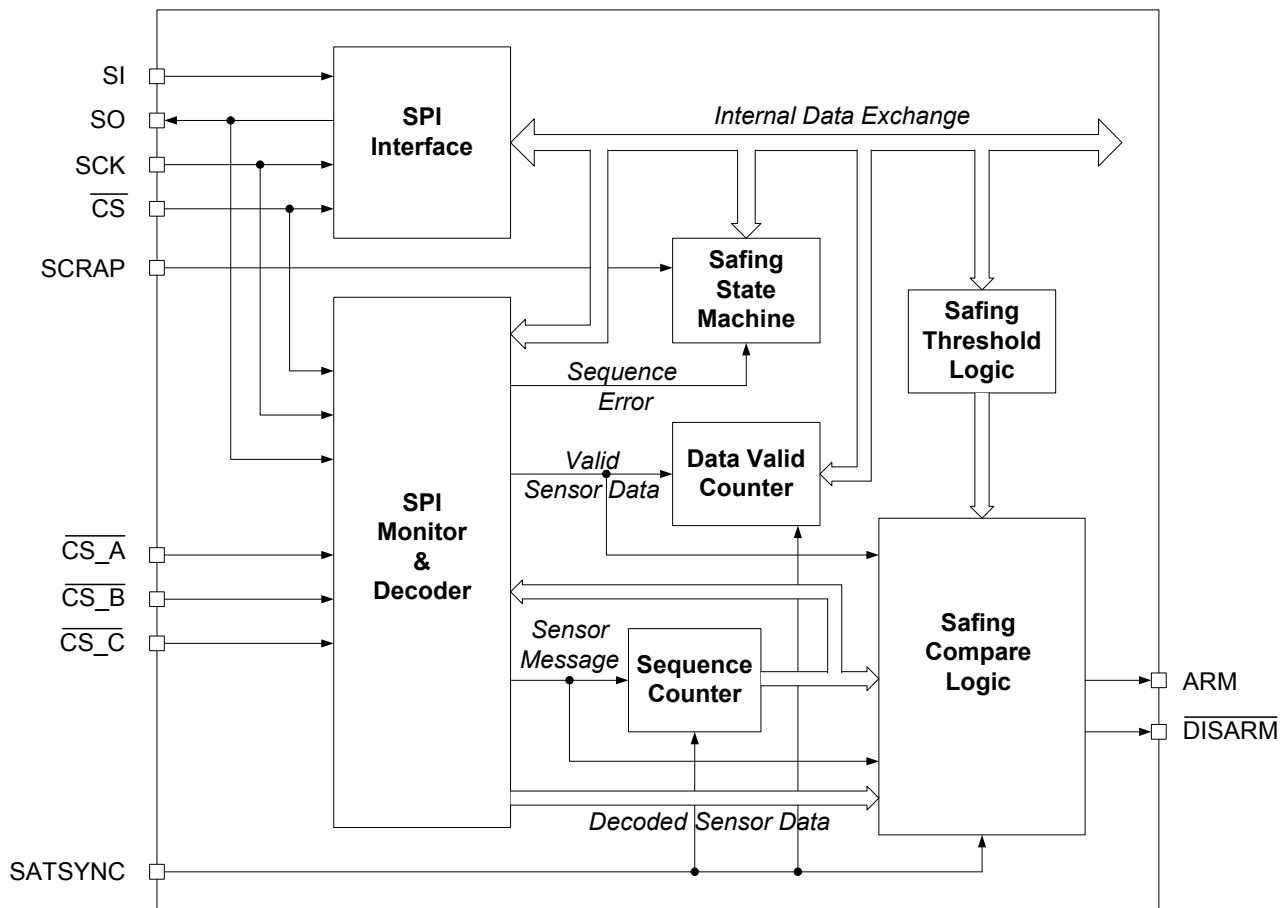 SI
SO
SCK
CS
SCRAP
SPI
Interface
Internal Data Exchange
Safing
State
Machine
Safing
Threshold
Logic
Sequence
Error
Valid
Sensor Data
Data Valid
Counter
SPI
Monitor
&
Decoder
CS_A
CS_B
CS_C
Sensor
Message
Sequence
Counter
Safing
Compare
Logic
ARM
DISARM
Decoded Sensor Data
SATSYNC